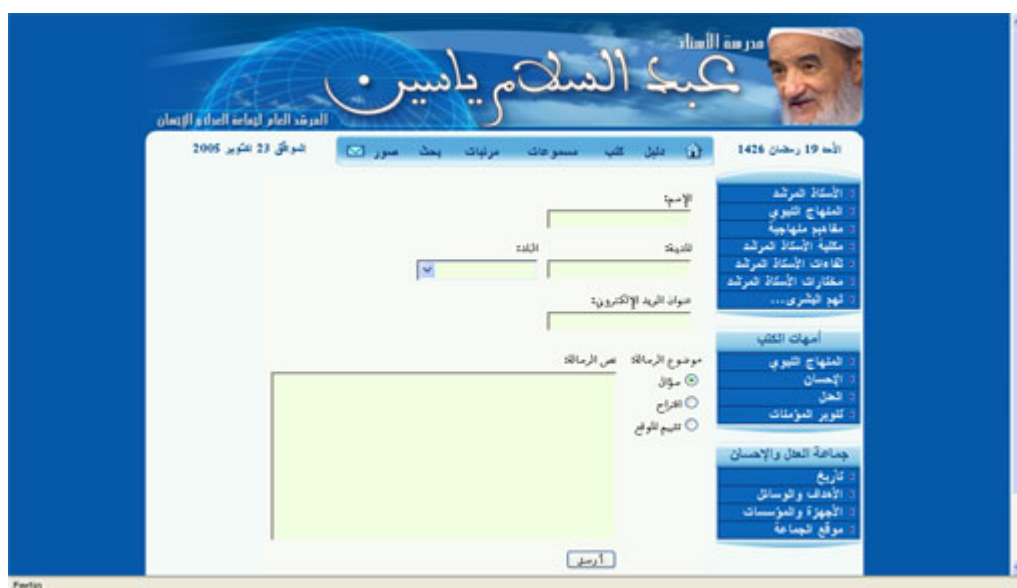 مدرسة الأستاذ
عبد السلام ياسين
المرشد العام لجماعة العدل و الإحسان
الأحد 19 رمضان 1426
دليل كتب مسموعات مرئيات بحث صور
الموافق 23 أكتوبر 2005
الأستاذ المرشد
المنهاج النبوي
مفاهيم منهاجية
مكتبة الأستاذ المرشد
لقاءات الأستاذ المرشد
مختارات الأستاذ المرشد
لهم البشرى...
أمهات الكتب
المنهاج النبوي
الإحسان
العدل
تنوير المؤمنات
جماعة العدل والإحسان
تاريخ
الأهداف والوسائل
الأجهزة والمؤسسات
موقع الجماعة
الإسم:
المدينة: البلد:
عنوان البريد الإلكتروني:
موضوع الرسالة: نص الرسالة:
سؤال
اقتراح
تقييم الموقع
أرسل
Fertig